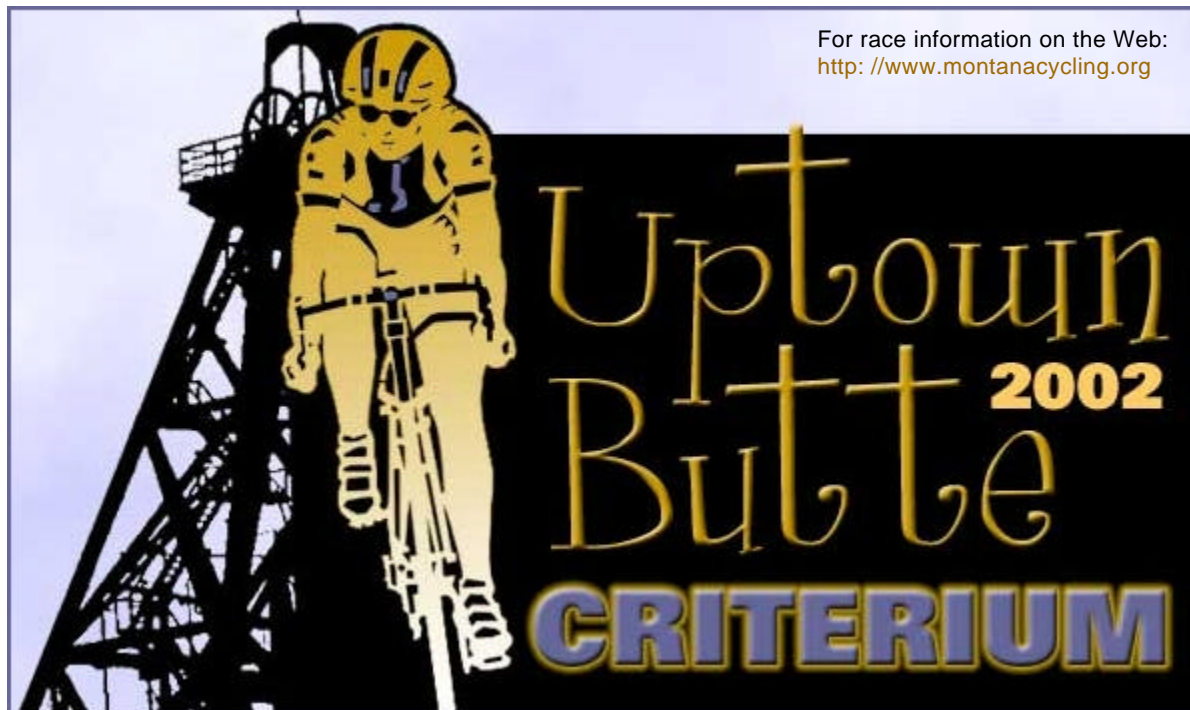 For race information on the Web:
http: //www.montanacycling.org
Uptown
2002
Butte
CRITERIUM